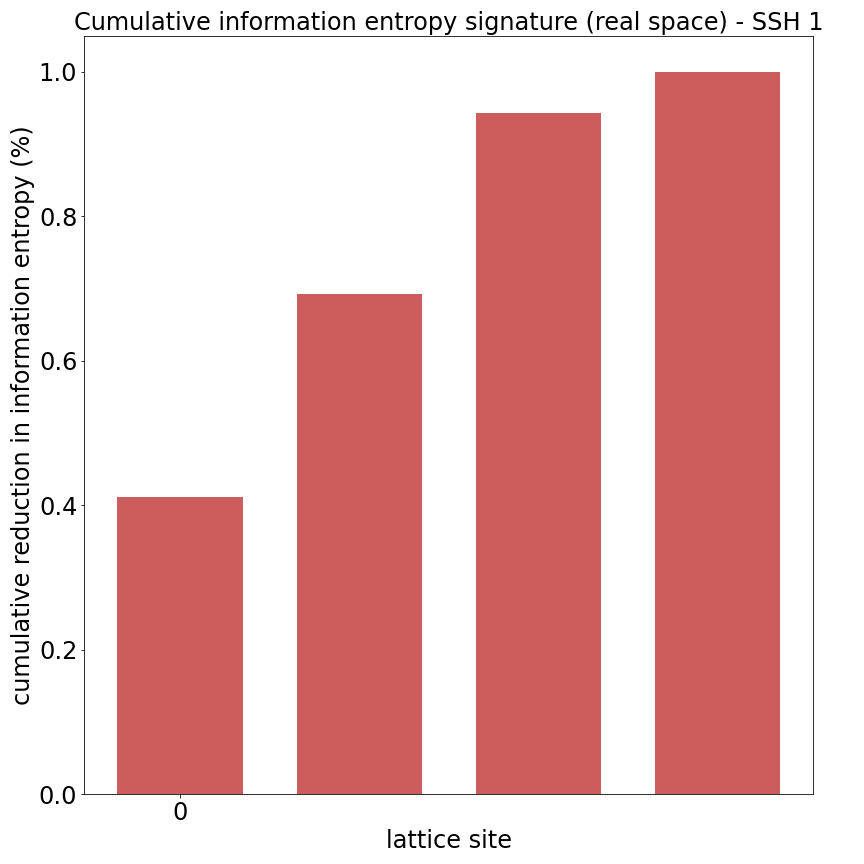 Cumulative information entropy signature (real space) - SSH 1
cumulative reduction in information entropy (%)
1.0
0.8
0.6
0.4
0.2
0.0
0
lattice site